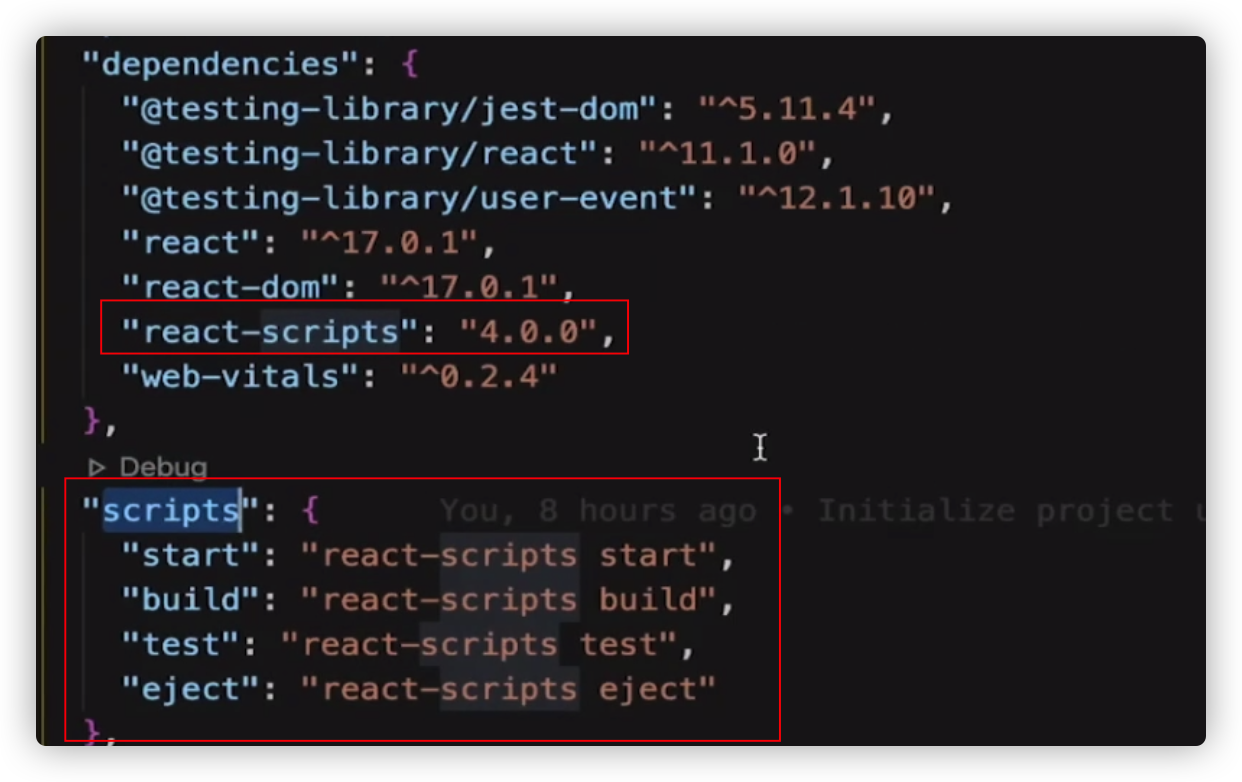 "dependencies": {
"@testing-library/jest-dom": "^5.11.4",
"@testing-library/react": "^11.1.0",
"@testing-library/user-event": "^12.1.10",
"react": "^17.0.1",
"react-dom": "^17.0.1",
"react-scripts": "4.0.0",
"web-vitals": "^0.2.4"
},
Debug
"scripts": { You, 8 hours ago • Initialize project
"start": "react-scripts start",
"build": "react-scripts build",
"test": "react-scripts test",
"eject": "react-scripts eject"
},